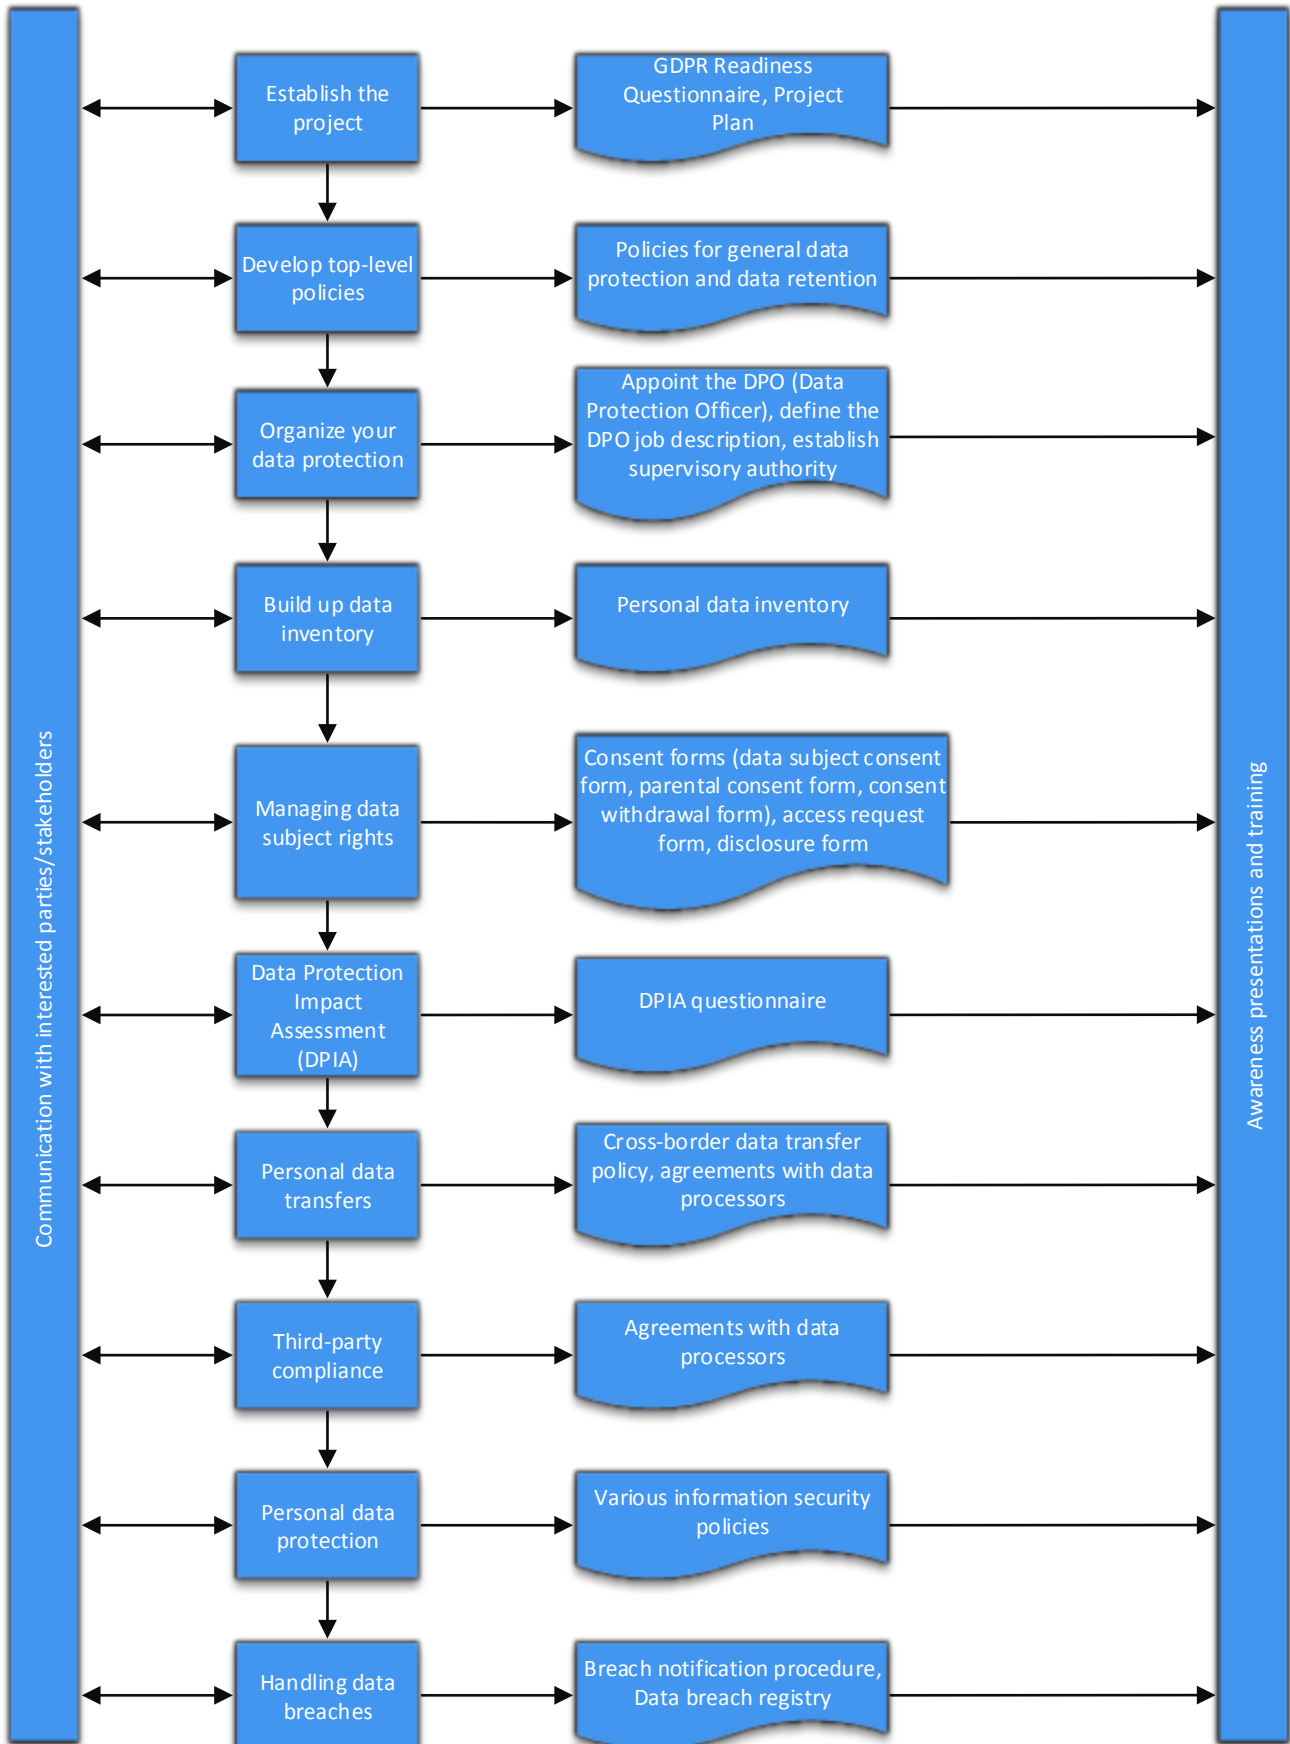 Communication with interested parties/stakeholders
Establish the
project
GDPR Readiness
Questionnaire, Project
Plan
Develop top-level
policies
Policies for general data
protection and data retention
Organize your
data protection
Appoint the DPO (Data
Protection Officer), define the
DPO job description, establish
supervisory authority
Build up data
inventory
Personal data inventory
Managing data
subject rights
Consent forms (data subject consent
form, parental consent form, consent
withdrawal form), access request
form, disclosure form
Data Protection
Impact
Assessment
(DPIA)
DPIA questionnaire
Personal data
transfers
Cross-border data transfer
policy, agreements with data
processors
Third-party
compliance
Agreements with data
processors
Personal data
protection
Various information security
policies
Handling data
breaches
Breach notification procedure,
Data breach registry
Awareness presentations and training